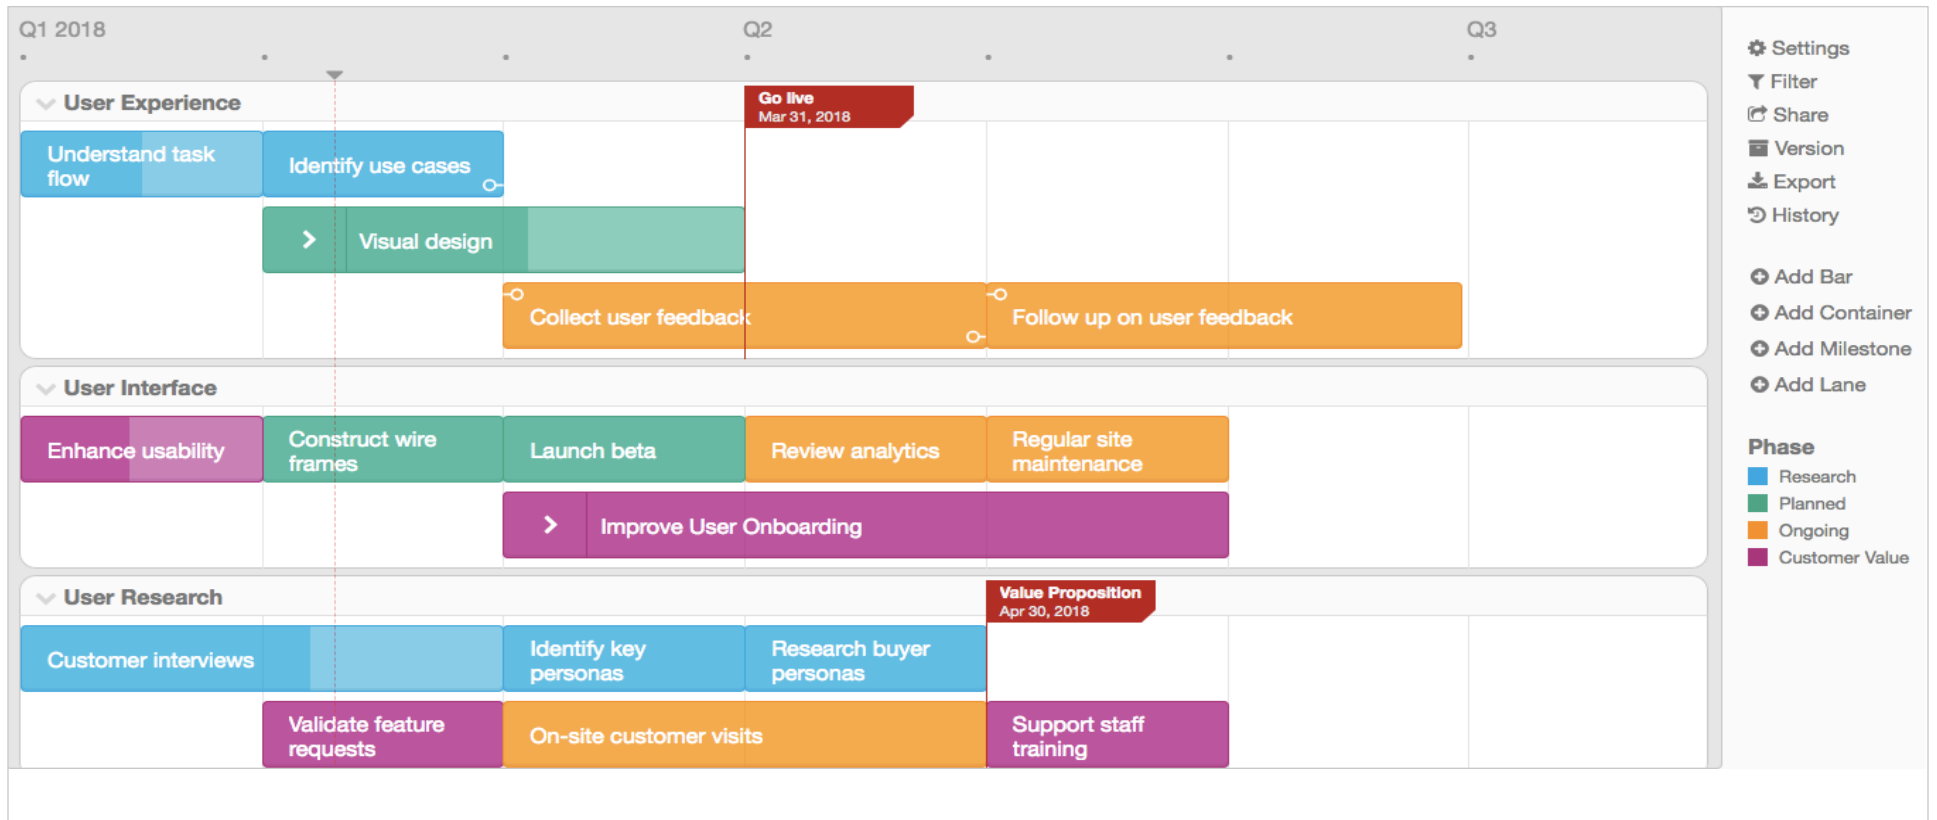 Q1 2018
Q2
Q3
User Experience
Go live
Mar 31, 2018
Understand task
flow
Identify use cases
Visual design
Collect user feedback
Follow up on user feedback
User Interface
Enhance usability
Construct wire
frames
Launch beta
Review analytics
Regular site
maintenance
Improve User Onboarding
User Research
Value Proposition
Apr 30, 2018
Customer interviews
Identify key
personas
Research buyer
personas
Validate feature
requests
On-site customer visits
Support staff
training
Settings
Filter
Share
Version
Export
History
Add Bar
Add Container
Add Milestone
Add Lane
Phase
Research
Planned
Ongoing
Customer Value